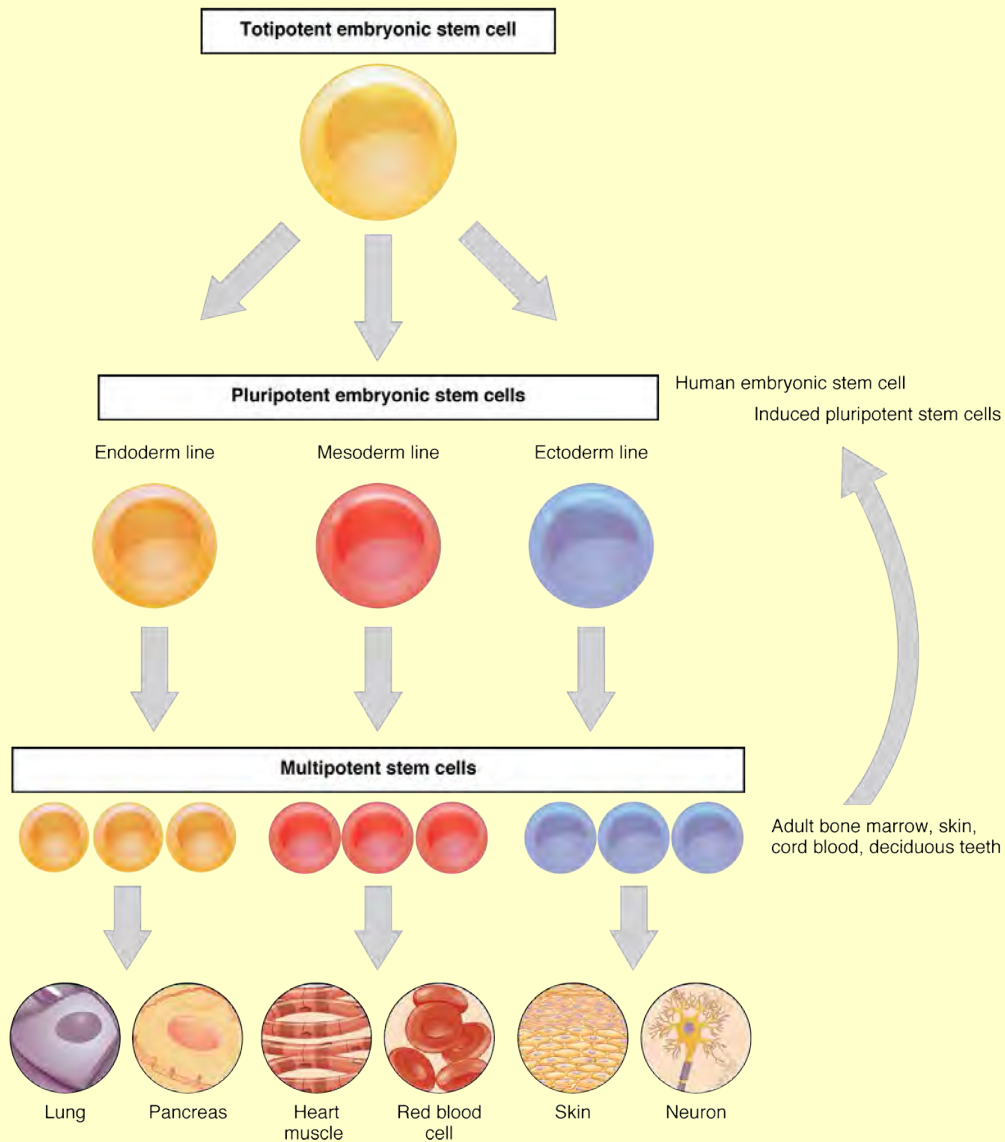 Totipotent embryonic stem cell
Pluripotent embryonic stem cells
Human embryonic stem cell
Induced pluripotent stem cells
Endoderm line
Mesoderm line
Ectoderm line
Multipotent stem cells
Adult bone marrow, skin,
cord blood, deciduous teeth
Lung
Pancreas
Heart
muscle
Red blood
cell
Skin
Neuron